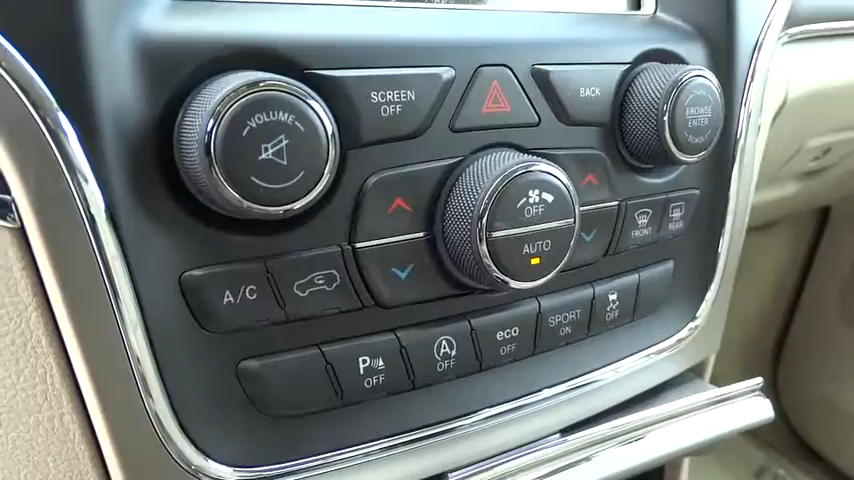 VOLUME
SCREEN
OFF
BACK
BROWSE
ENTER
OFF
AUTO
FRONT
REAR
A/C
P
OFF
A
OFF
eco
OFF
SPORT
ON
OFF